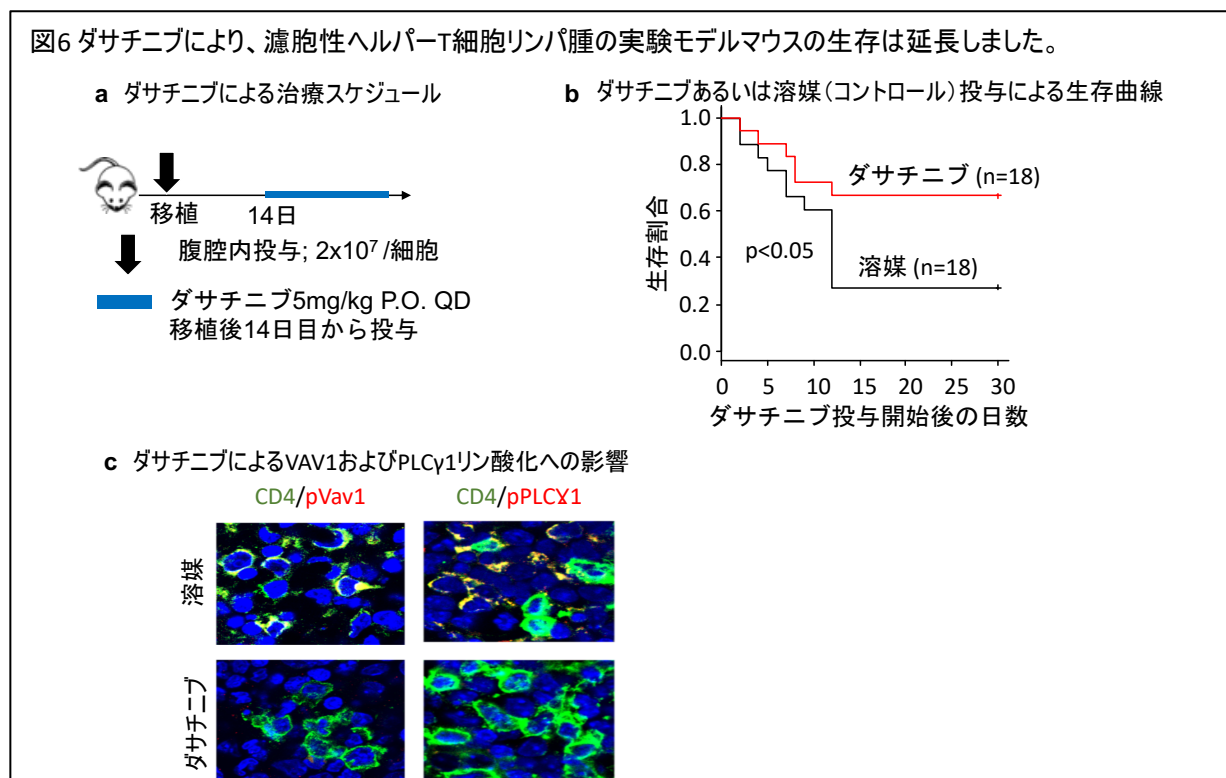 図6 ダサチニブにより、濾胞性ヘルパーT細胞リンパ腫の実験モデルマウスの生存は延長しました。
a ダサチニブによる治療スケジュール
移植
14日
腹腔内投与; 2x10⁷ /細胞
ダサチニブ5mg/kg P.O. QD
移植後14日目から投与
b ダサチニブあるいは溶媒（コントロール）投与による生存曲線
生存割合
1.0
0.8
0.6
0.4
0.2
0.0
ダサチニブ (n=18)
p<0.05
溶媒 (n=18)
0 5 10 15 20 25 30
ダサチニブ投与開始後の日数
c ダサチニブによるVAV1およびPLCγ1リン酸化への影響
CD4/pVav1 CD4/pPLCɣ1
溶媒
ダサチニブ